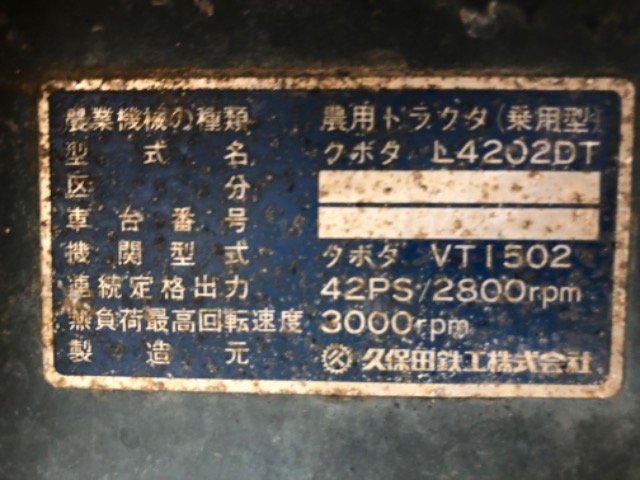 農業機械の種類 農用トラクタ(乗用型)
型式名 クボタ L4202DT
区分
車台番号
機関型式 クボタ VT1502
連続定格出力 42PS/2800rpm
無負荷最高回転速度 3000rpm
製造元 久保田鉄工株式会社